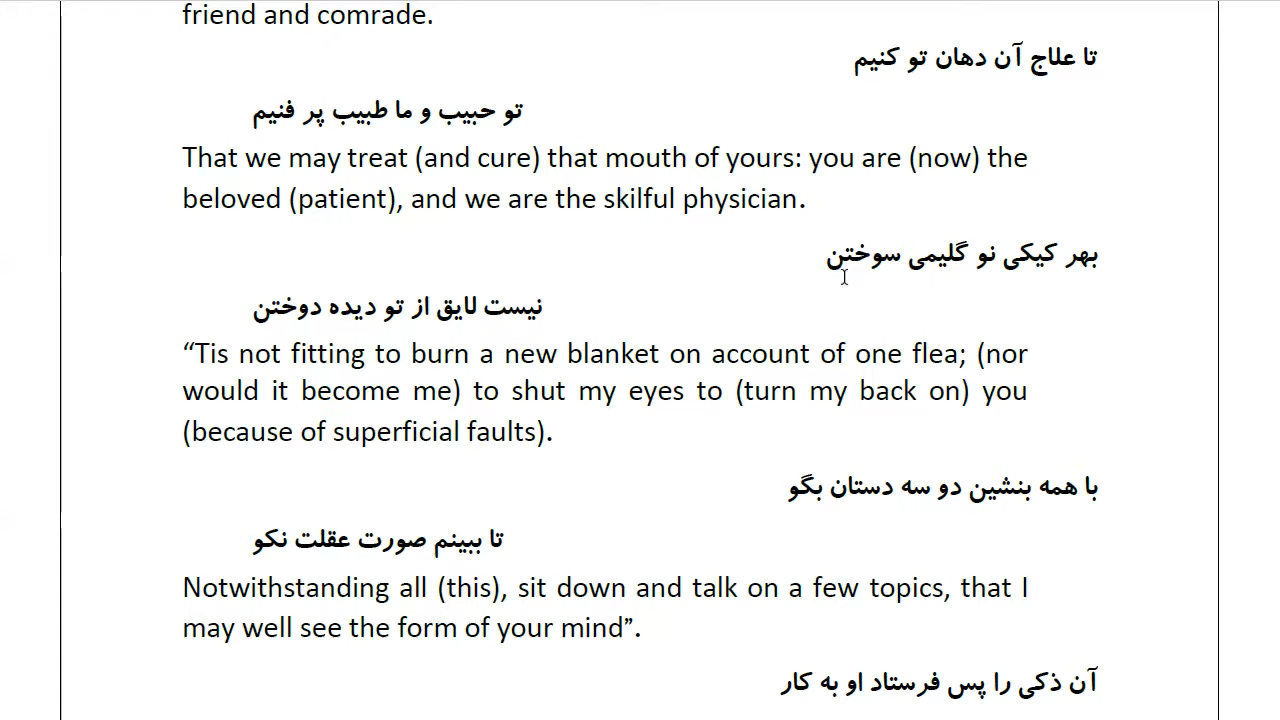 friend and comrade.
تا علاج آن دهان تو کنیم
تو حبیب و ما طبیب پر فنیم
That we may treat (and cure) that mouth of yours: you are (now) the
beloved (patient), and we are the skilful physician.
بهر کیکی نو گلیمی سوختن
نیست لایق از تو دیده دوختن
“Tis not fitting to burn a new blanket on account of one flea; (nor
would it become me) to shut my eyes to (turn my back on) you
(because of superficial faults).
با همه بنشین دو سه دستان بگو
تا ببینم صورت عقلت نکو
Notwithstanding all (this), sit down and talk on a few topics, that I
may well see the form of your mind”.
آن ذکی را پس فرستاد او به کار